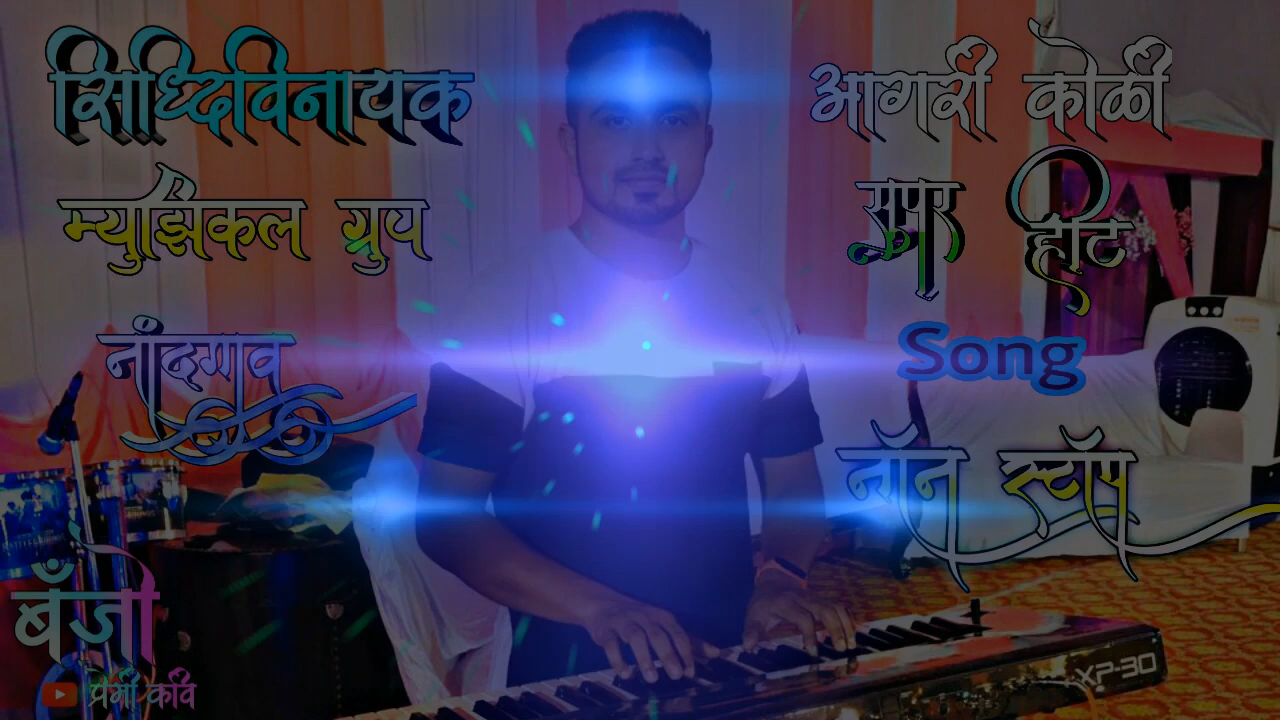 सिध्दिविनायक
म्युझिकल ग्रुप
नांदगाव
बँजो
प्रेमी कवि
आगरी कोळी
सुपर हीट
Song
नॉन स्टॉप
XP-30